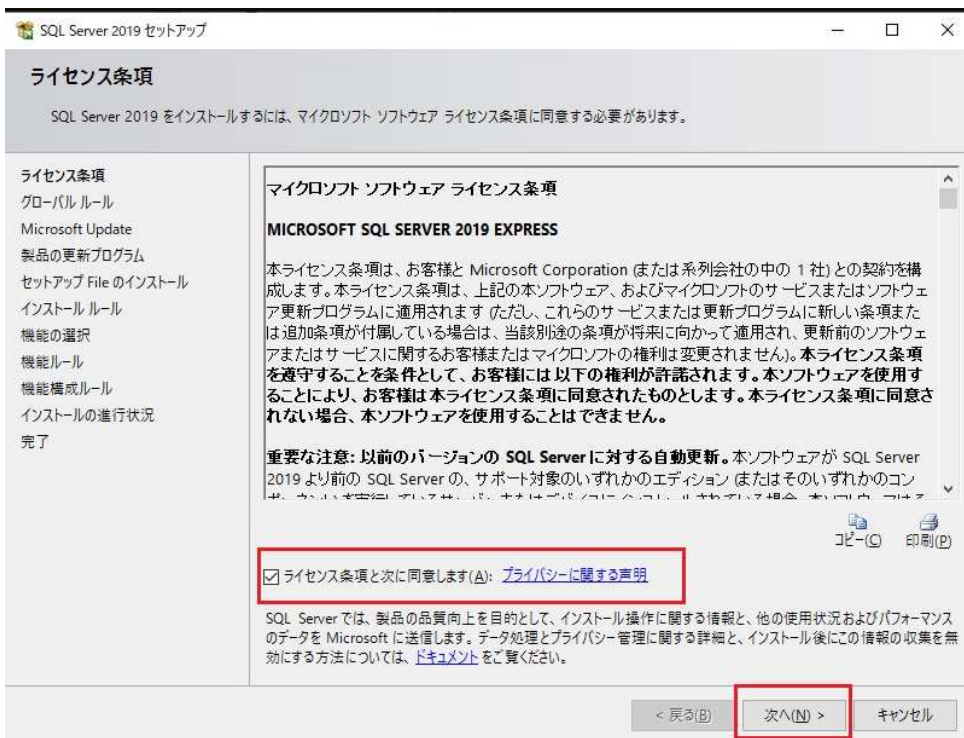 SQL Server 2019 セットアップ
ライセンス条項
SQL Server 2019 をインストールするには、マイクロソフト ソフトウェア ライセンス条項に同意する必要があります。
ライセンス条項
グローバル ルール
Microsoft Update
製品の更新プログラム
セットアップ File のインストール
インストール ルール
機能の選択
機能ルール
機能構成ルール
インストールの進行状況
完了
マイクロソフト ソフトウェア ライセンス条項
MICROSOFT SQL SERVER 2019 EXPRESS
本ライセンス条項は、お客様と Microsoft Corporation (または系列会社の中の 1 社) との契約を構
成します。本ライセンス条項は、上記の本ソフトウェア、およびマイクロソフトのサービスまたはソフトウェ
ア更新プログラムに適用されます (ただし、これらのサービスまたは更新プログラムに新しい条項また
は追加条項が付属している場合は、当該別途の条項が将来に向かって適用され、更新前のソフトウェ
アまたはサービスに関するお客様またはマイクロソフトの権利は変更されません)。本ライセンス条項
を遵守することを条件として、お客様には以下の権利が許諾されます。本ソフトウェアを使用す
ることにより、お客様は本ライセンス条項に同意されたものとします。本ライセンス条項に同意さ
れない場合、本ソフトウェアを使用することはできません。
重要な注意: 以前のバージョンの SQL Server に対する自動更新。本ソフトウェアが SQL Server
2019 より前の SQL Server の、サポート対象のいずれかのエディション (またはそのいずれかのコン
コピー(C) 印刷(P)
ライセンス条項と次に同意します(A): プライバシーに関する声明
SQL Server では、製品の品質向上を目的として、インストール操作に関する情報と、他の使用状況およびパフォーマンス
のデータを Microsoft に送信します。データ処理とプライバシー管理に関する詳細と、インストール後にこの情報の収集を無
効にする方法については、ドキュメント をご覧ください。
< 戻る(B) 次へ(N) > キャンセル